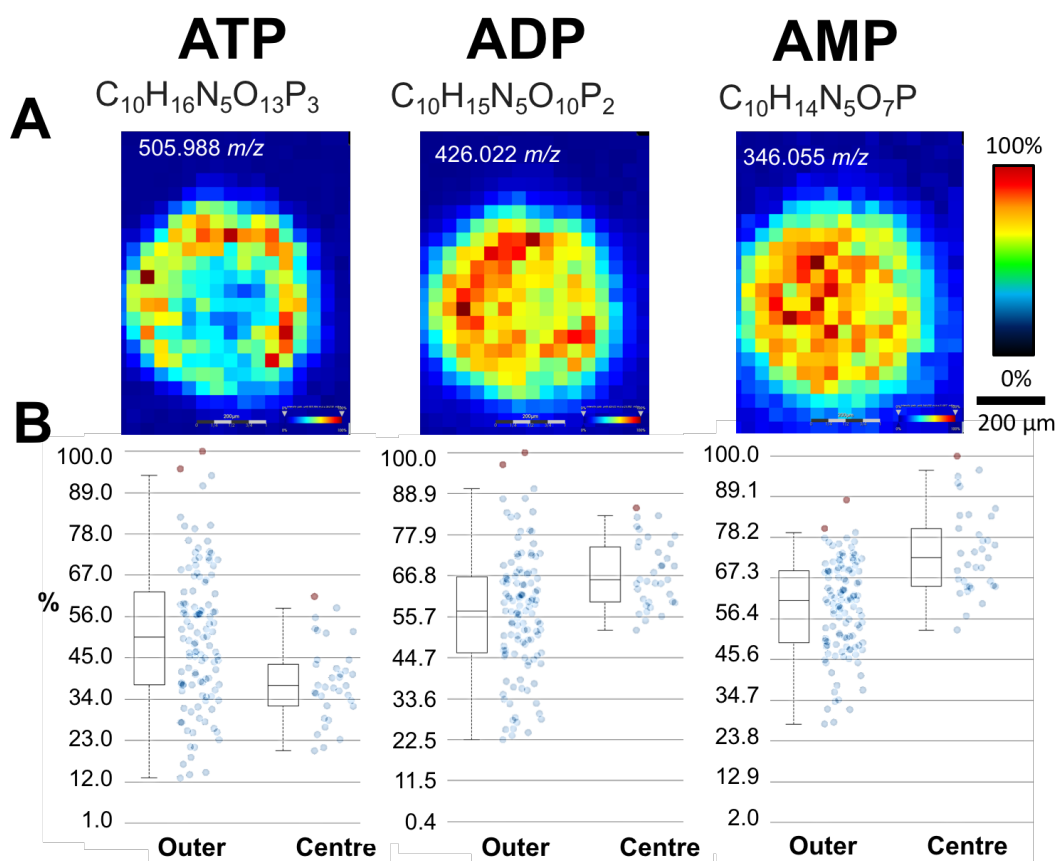 ATP
ADP
AMP
C₁₀H₁₆N₅O₁₃P₃
C₁₀H₁₅N₅O₁₀P₂
C₁₀H₁₄N₅O₇P
A
505.988 m/z
426.022 m/z
346.055 m/z
100%
0%
200 μm
200μm
200μm
200μm
B
100.0
89.0
78.0
67.0
56.0
45.0
34.0
23.0
12.0
1.0
%
Outer
Centre
100.0
88.9
77.9
66.8
55.7
44.7
33.6
22.5
11.5
0.4
Outer
Centre
100.0
89.1
78.2
67.3
56.4
45.6
34.7
23.8
12.9
2.0
Outer
Centre